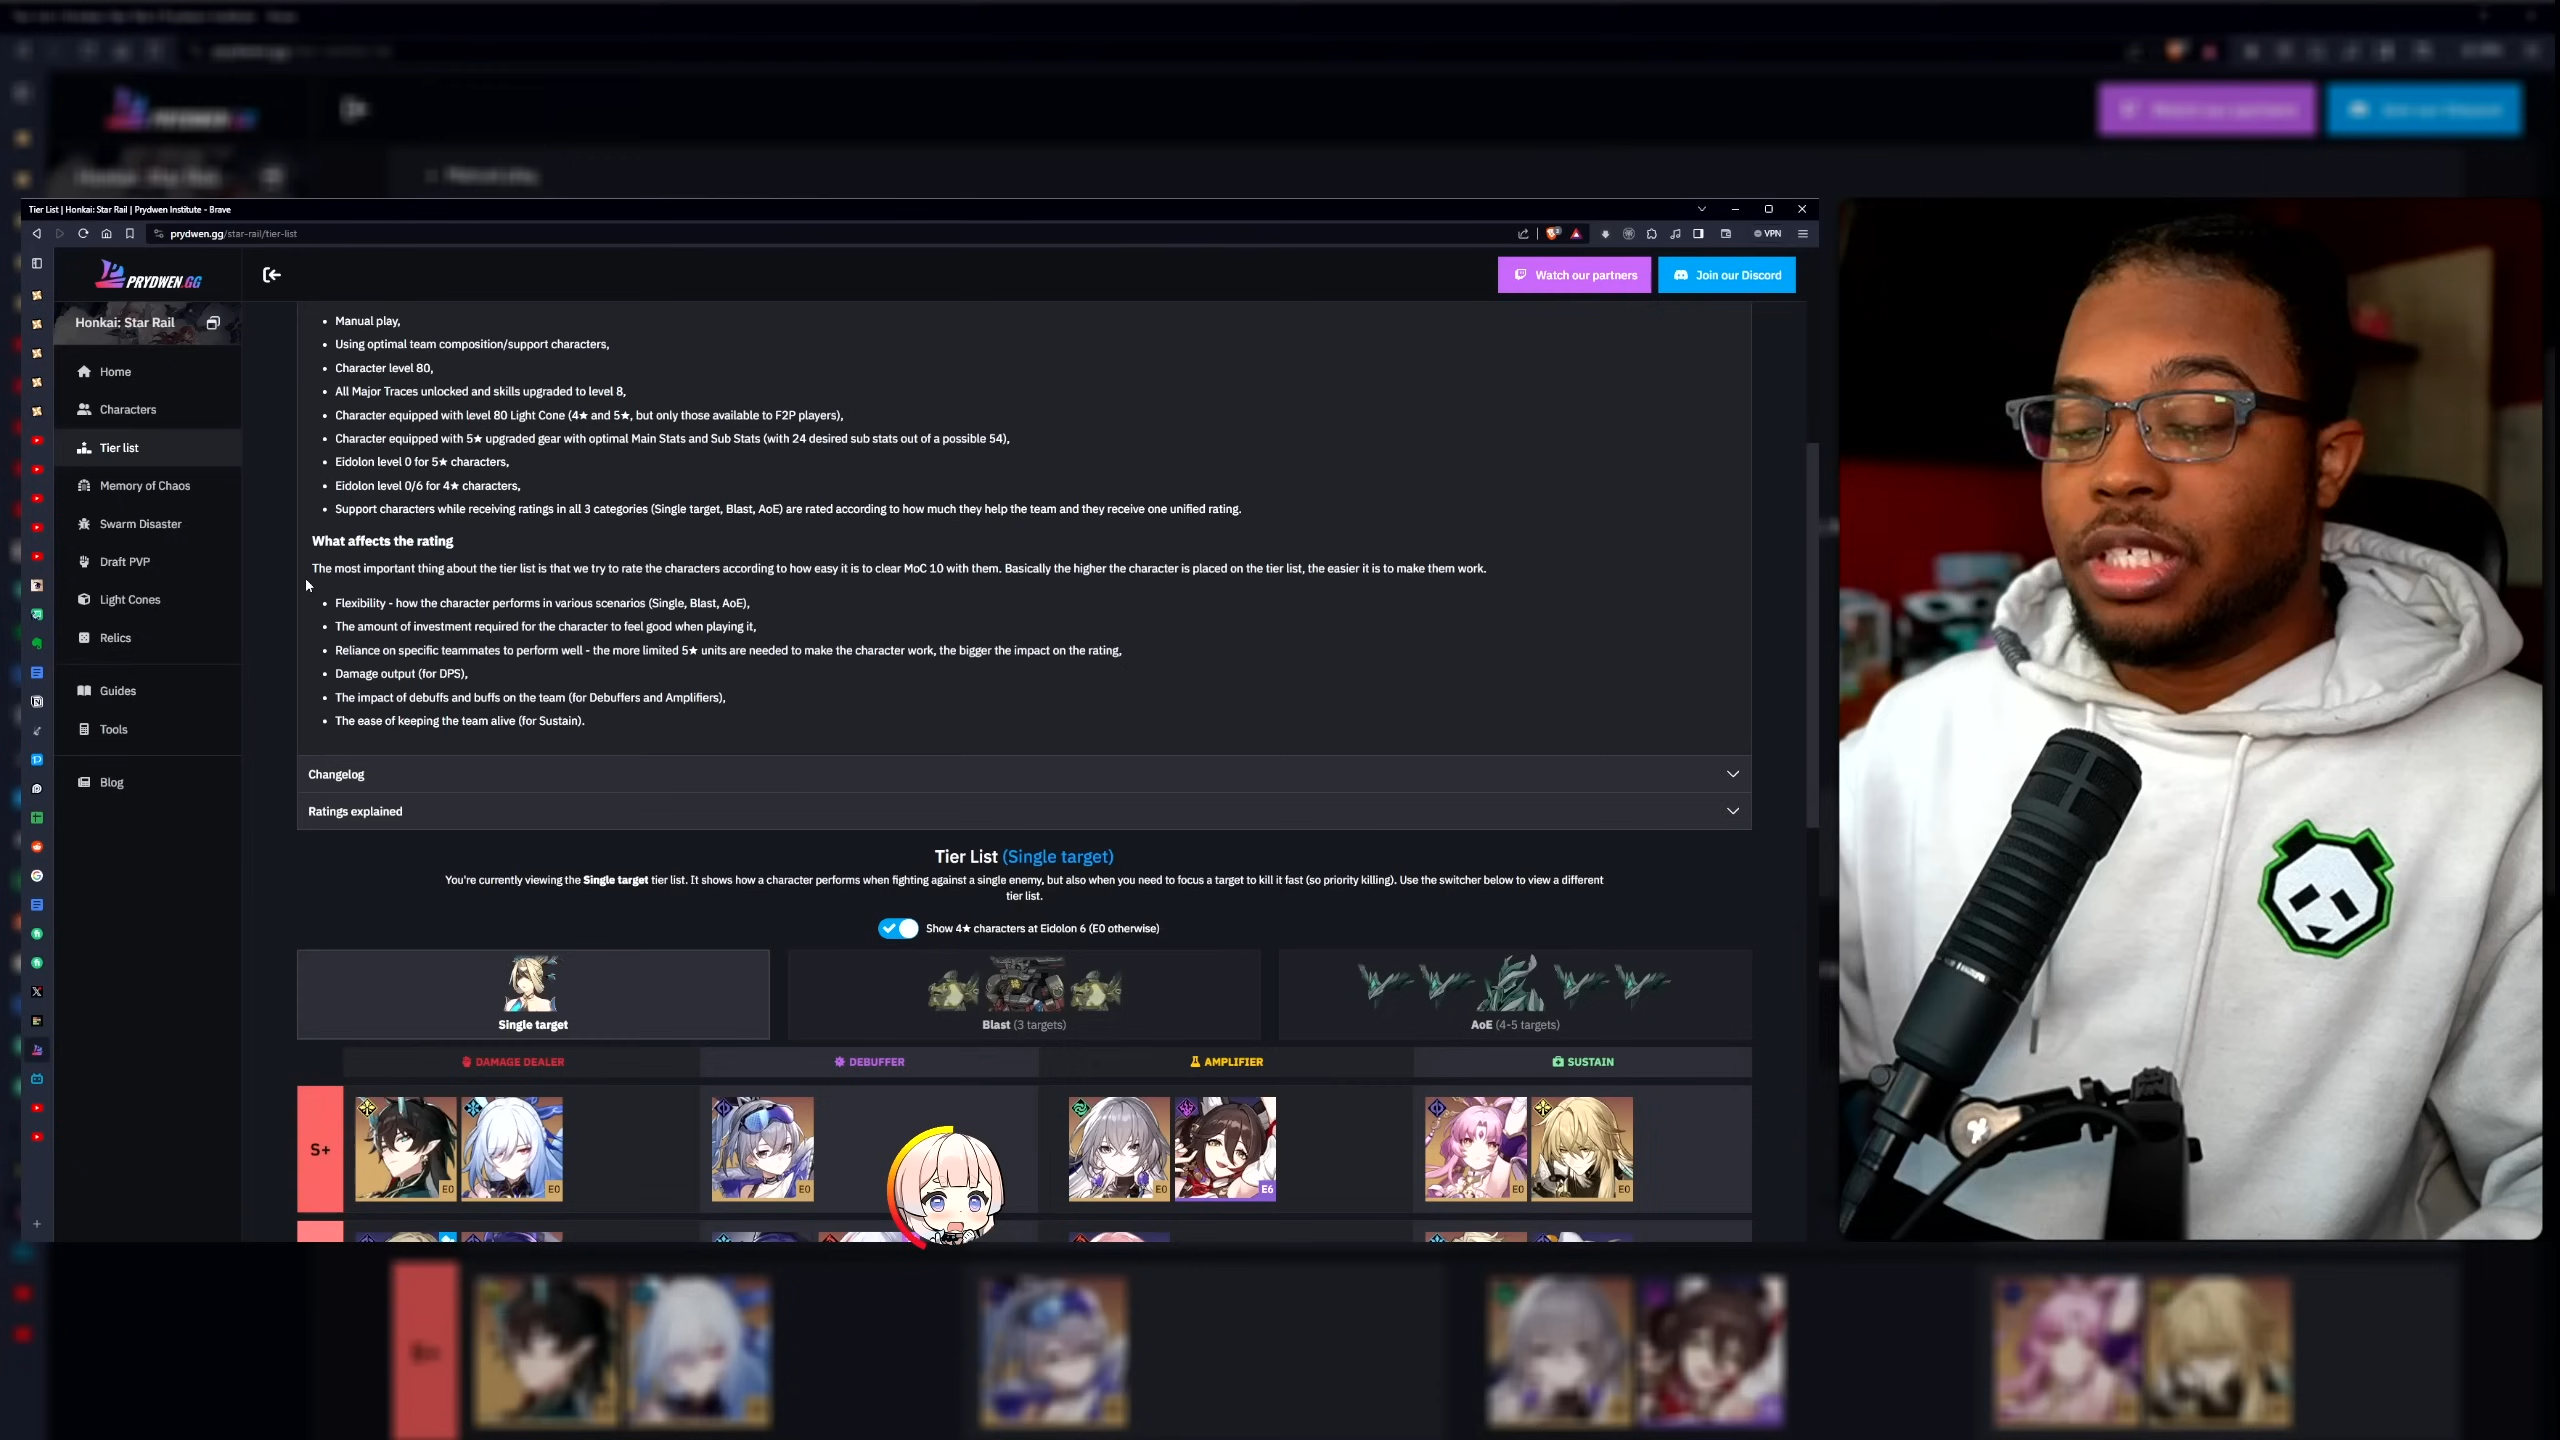 Tier List | Honkai: Star Rail | Prydwen Institute - Brave
prydwen.gg/star-rail/tier-list
VPN
PRYDWEN.GG
Watch our partners
Join our Discord
Honkai: Star Rail
Home
Characters
Tier list
Memory of Chaos
Swarm Disaster
Draft PVP
Light Cones
Relics
Guides
Tools
Blog
• Manual play,
• Using optimal team composition/support characters,
• Character level 80,
• All Major Traces unlocked and skills upgraded to level 8,
• Character equipped with level 80 Light Cone (4★ and 5★, but only those available to F2P players),
• Character equipped with 5★ upgraded gear with optimal Main Stats and Sub Stats (with 24 desired sub stats out of a possible 54),
• Eidolon level 0 for 5★ characters,
• Eidolon level 0/6 for 4★ characters,
• Support characters while receiving ratings in all 3 categories (Single target, Blast, AoE) are rated according to how much they help the team and they receive one unified rating.
What affects the rating
The most important thing about the tier list is that we try to rate the characters according to how easy it is to clear MoC 10 with them. Basically the higher the character is placed on the tier list, the easier it is to make them work.
• Flexibility - how the character performs in various scenarios (Single, Blast, AoE),
• The amount of investment required for the character to feel good when playing it,
• Reliance on specific teammates to perform well - the more limited 5★ units are needed to make the character work, the bigger the impact on the rating,
• Damage output (for DPS),
• The impact of debuffs and buffs on the team (for Debuffers and Amplifiers),
• The ease of keeping the team alive (for Sustain).
Changelog
Ratings explained
Tier List (Single target)
You're currently viewing the Single target tier list. It shows how a character performs when fighting against a single enemy, but also when you need to focus a target to kill it fast (so priority killing). Use the switcher below to view a different
tier list.
Show 4★ characters at Eidolon 6 (E0 otherwise)
Single target
Blast (3 targets)
AoE (4-5 targets)
DAMAGE DEALER
DEBUFFER
AMPLIFIER
SUSTAIN
S+
E0 E0 E0 E0 E6 E0 E0